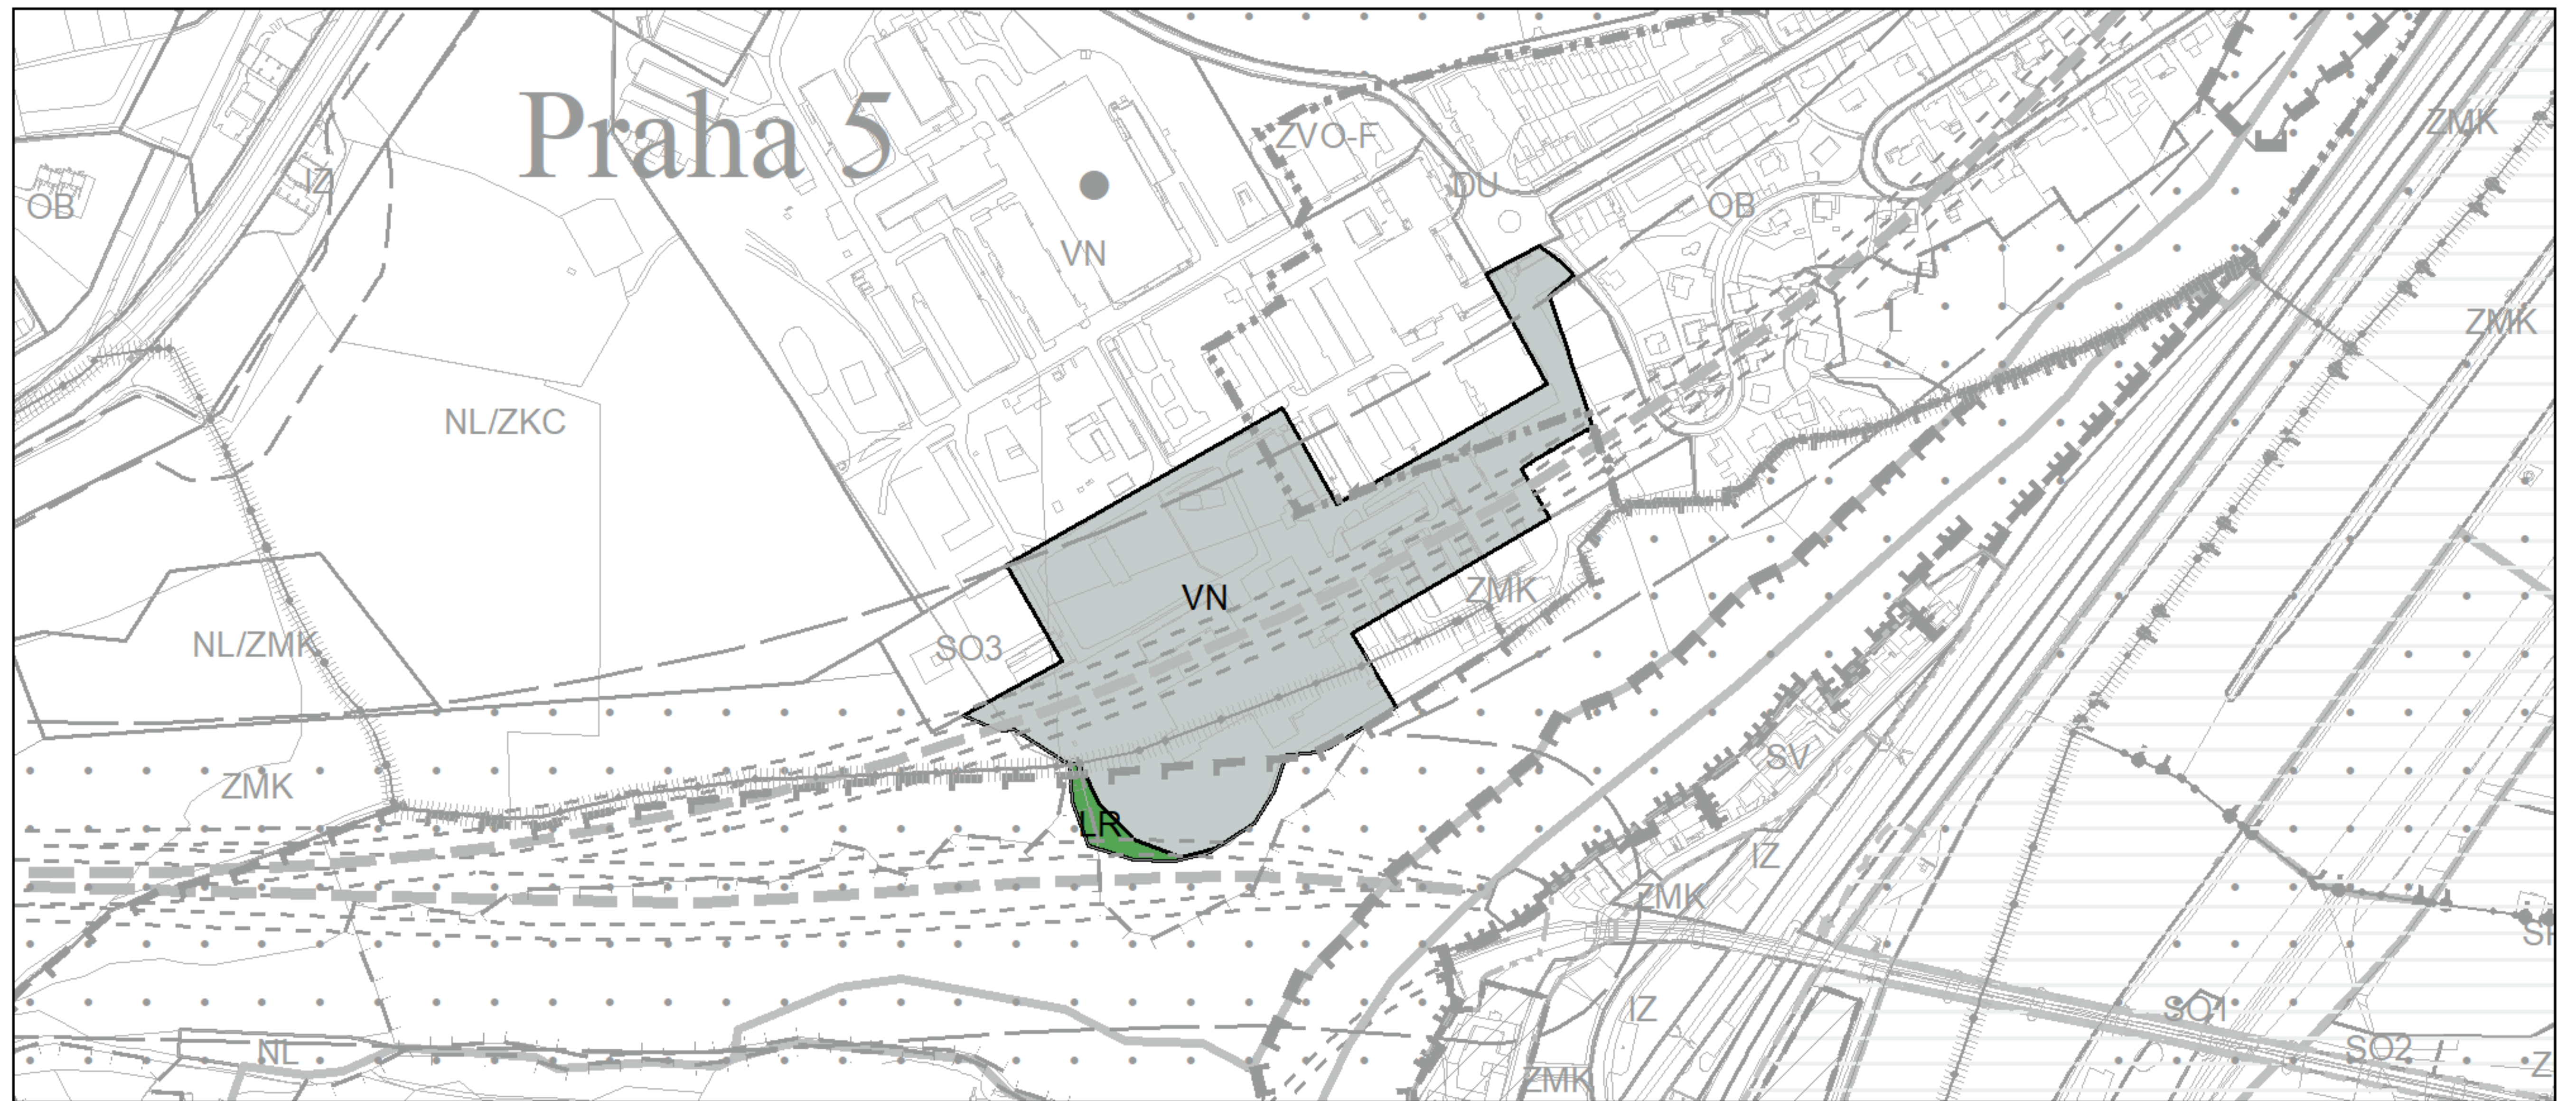 Praha 5
ZVO-F
ZMK
IZ
OB
DU
OB
VN
ZMK
NL/ZKC
VN
ZMK
NL/ZMK
SO3
SV
ZMK
LR
IZ
ZMK
IZ
SO1
NL
SO2
ZMK